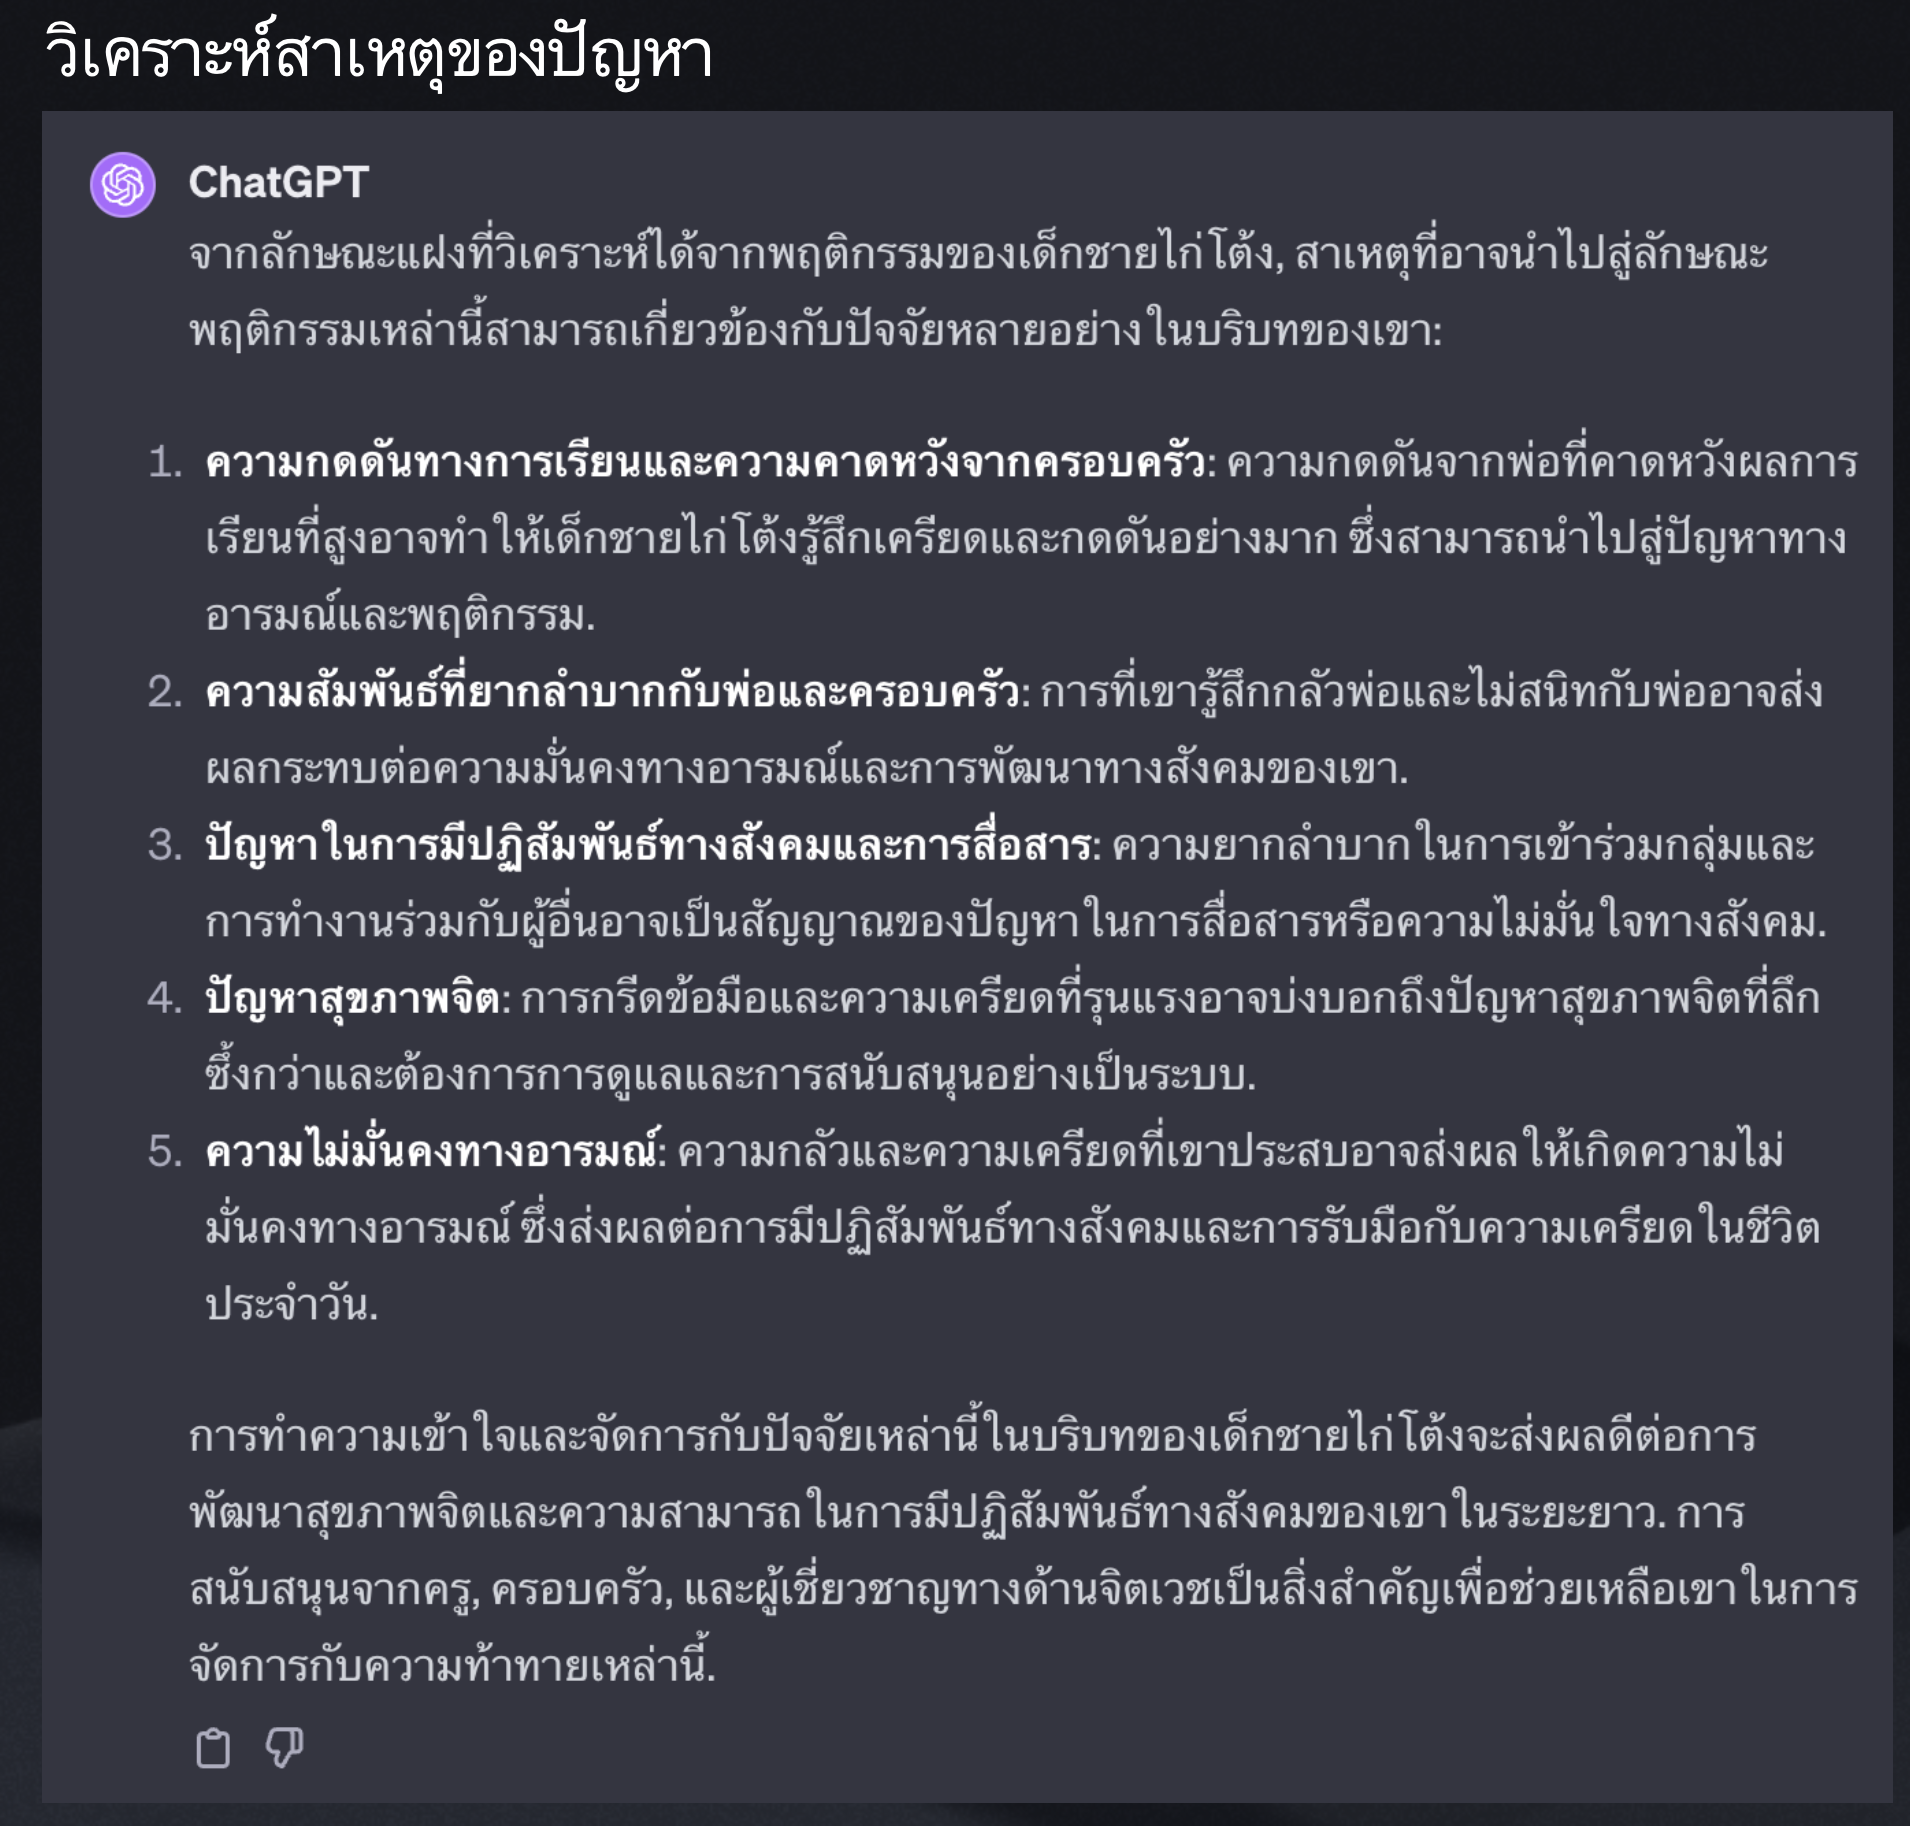 วิเคราะห์สาเหตุของปัญหา
ChatGPT
จากลักษณะแฝงที่วิเคราะห์ได้จากพฤติกรรมของเด็กชายไก่โต้ง, สาเหตุที่อาจนำไปสู่ลักษณะ
พฤติกรรมเหล่านี้สามารถเกี่ยวข้องกับปัจจัยหลายอย่างในบริบทของเขา:
1. ความกดดันทางการเรียนและความคาดหวังจากครอบครัว: ความกดดันจากพ่อที่คาดหวังผลการ
เรียนที่สูงอาจทำให้เด็กชายไก่โต้งรู้สึกเครียดและกดดันอย่างมาก ซึ่งสามารถนำไปสู่ปัญหาทาง
อารมณ์และพฤติกรรม.
2. ความสัมพันธ์ที่ยากลำบากกับพ่อและครอบครัว: การที่เขารู้สึกกลัวพ่อและไม่สนิทกับพ่ออาจส่ง
ผลกระทบต่อความมั่นคงทางอารมณ์และการพัฒนาทางสังคมของเขา.
3. ปัญหาในการมีปฏิสัมพันธ์ทางสังคมและการสื่อสาร: ความยากลำบากในการเข้าร่วมกลุ่มและ
การทำงานร่วมกับผู้อื่นอาจเป็นสัญญาณของปัญหาในการสื่อสารหรือความไม่มั่นใจทางสังคม.
4. ปัญหาสุขภาพจิต: การกรีดข้อมือและความเครียดที่รุนแรงอาจบ่งบอกถึงปัญหาสุขภาพจิตที่ลึก
ซึ้งกว่าและต้องการการดูแลและการสนับสนุนอย่างเป็นระบบ.
5. ความไม่มั่นคงทางอารมณ์: ความกลัวและความเครียดที่เขาประสบอาจส่งผลให้เกิดความไม่
มั่นคงทางอารมณ์ ซึ่งส่งผลต่อการมีปฏิสัมพันธ์ทางสังคมและการรับมือกับความเครียดในชีวิต
ประจำวัน.
การทำความเข้าใจและจัดการกับปัจจัยเหล่านี้ในบริบทของเด็กชายไก่โต้งจะส่งผลดีต่อการ
พัฒนาสุขภาพจิตและความสามารถในการมีปฏิสัมพันธ์ทางสังคมของเขาในระยะยาว. การ
สนับสนุนจากครู, ครอบครัว, และผู้เชี่ยวชาญทางด้านจิตเวชเป็นสิ่งสำคัญเพื่อช่วยเหลือเขาในการ
จัดการกับความท้าทายเหล่านี้.